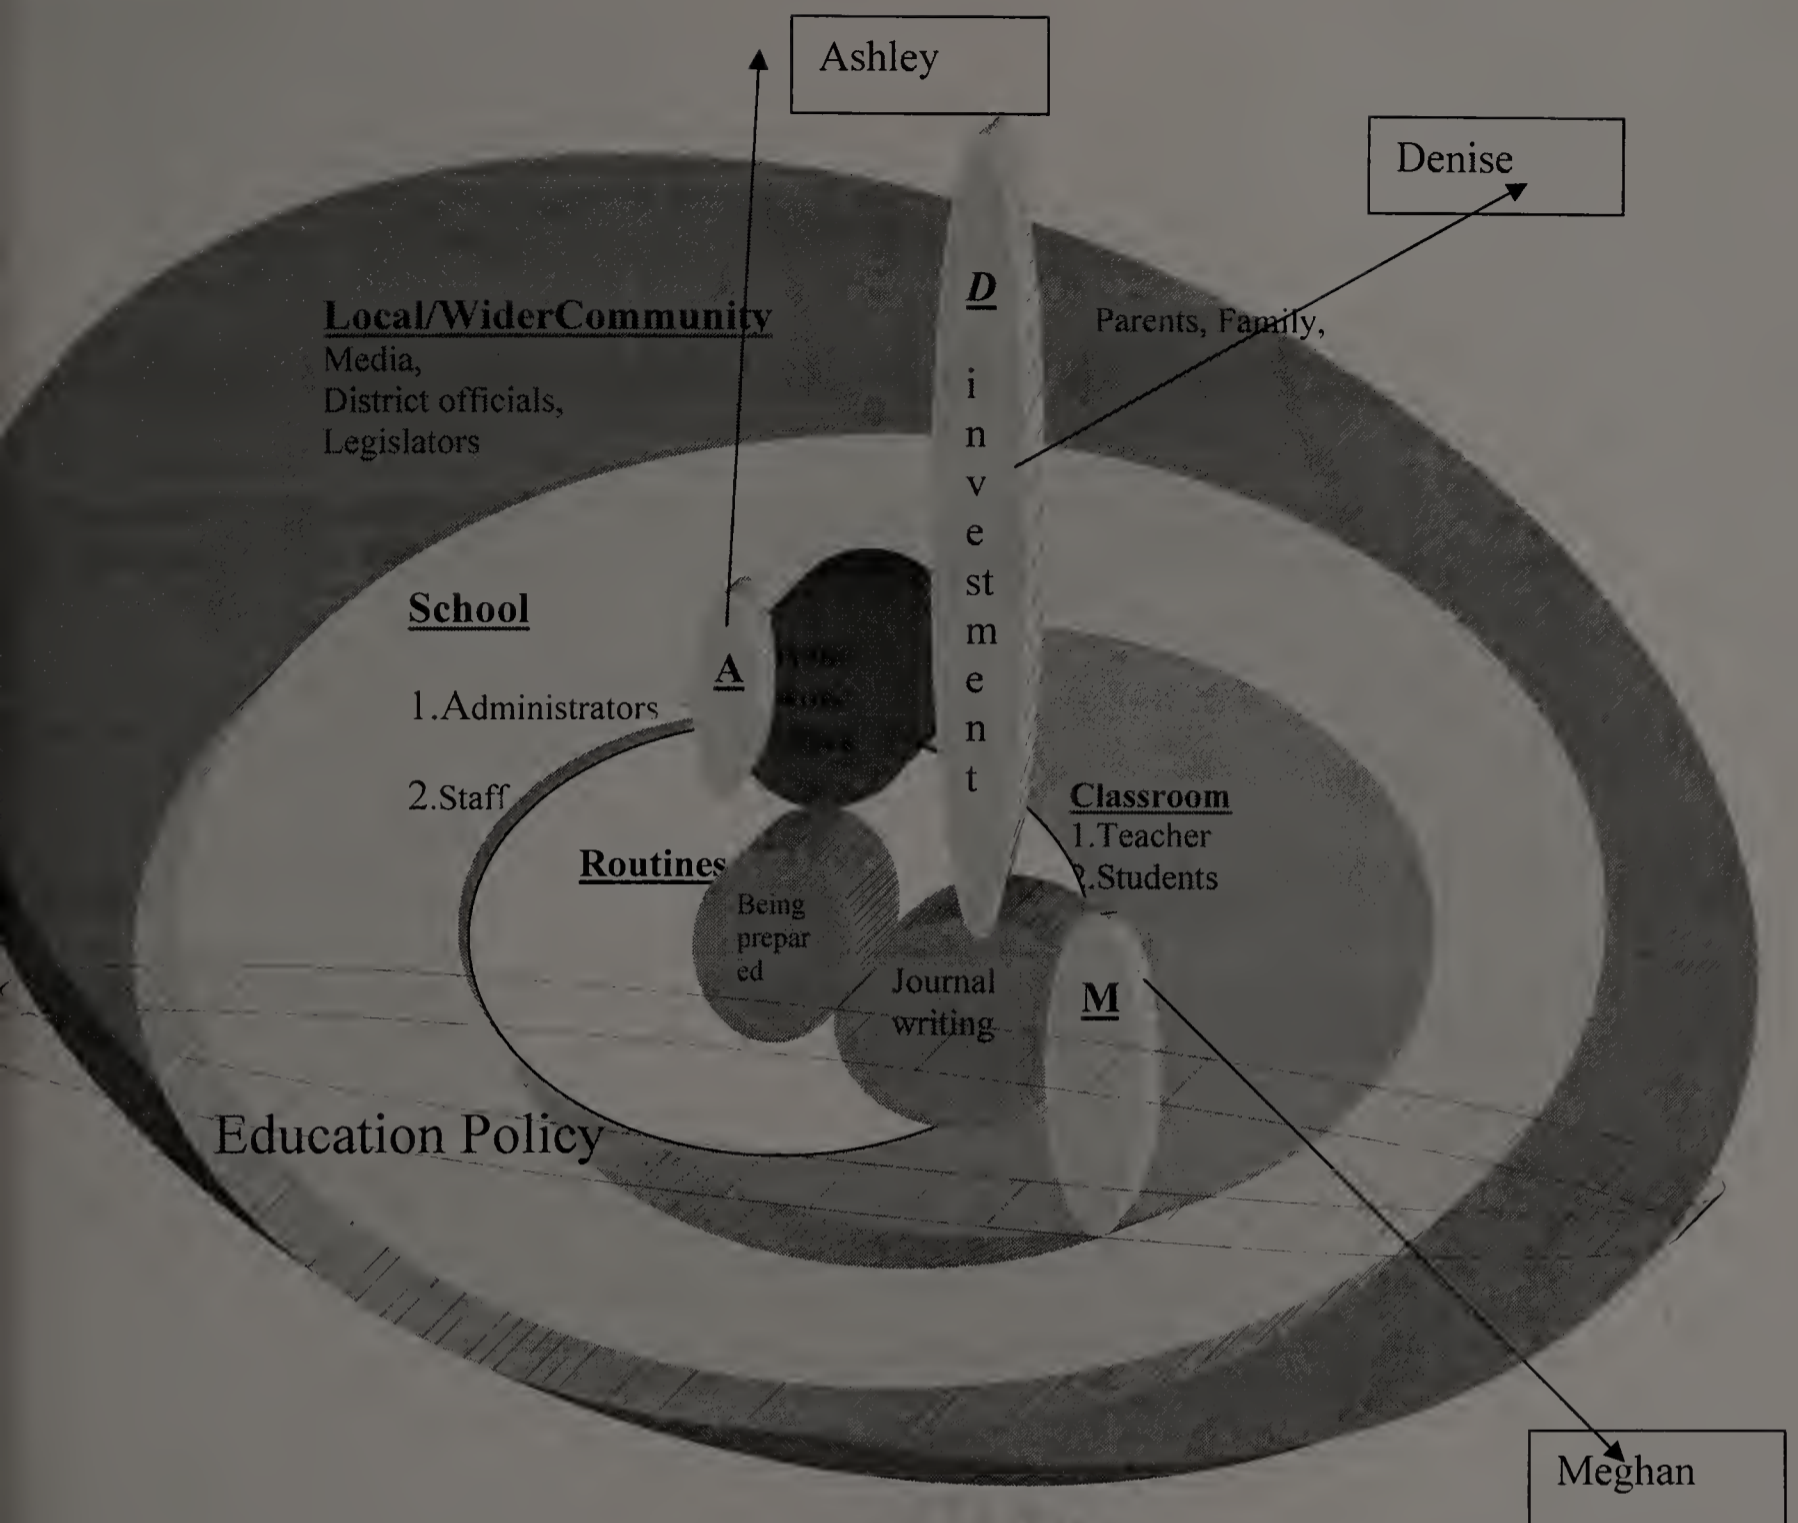 Ashley
Denise
Local/WiderCommunity
Media,
District officials,
Legislators
Parents, Family,
D
i
n
v
e
st
m
e
n
t
School
1.Administrators
2.Staff
A
Classroom
1.Teacher
2.Students
Routines
Being
prepar
ed
Journal
writing
M
Education Policy
Meghan